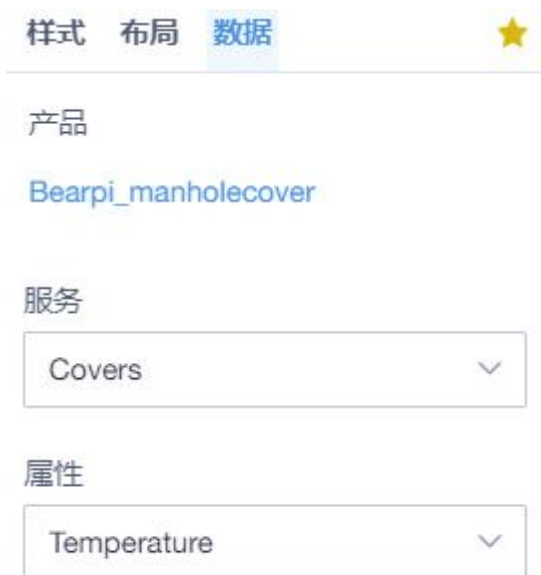 样式 布局 数据
产品
Bearpi_manholecover
服务
Covers
属性
Temperature